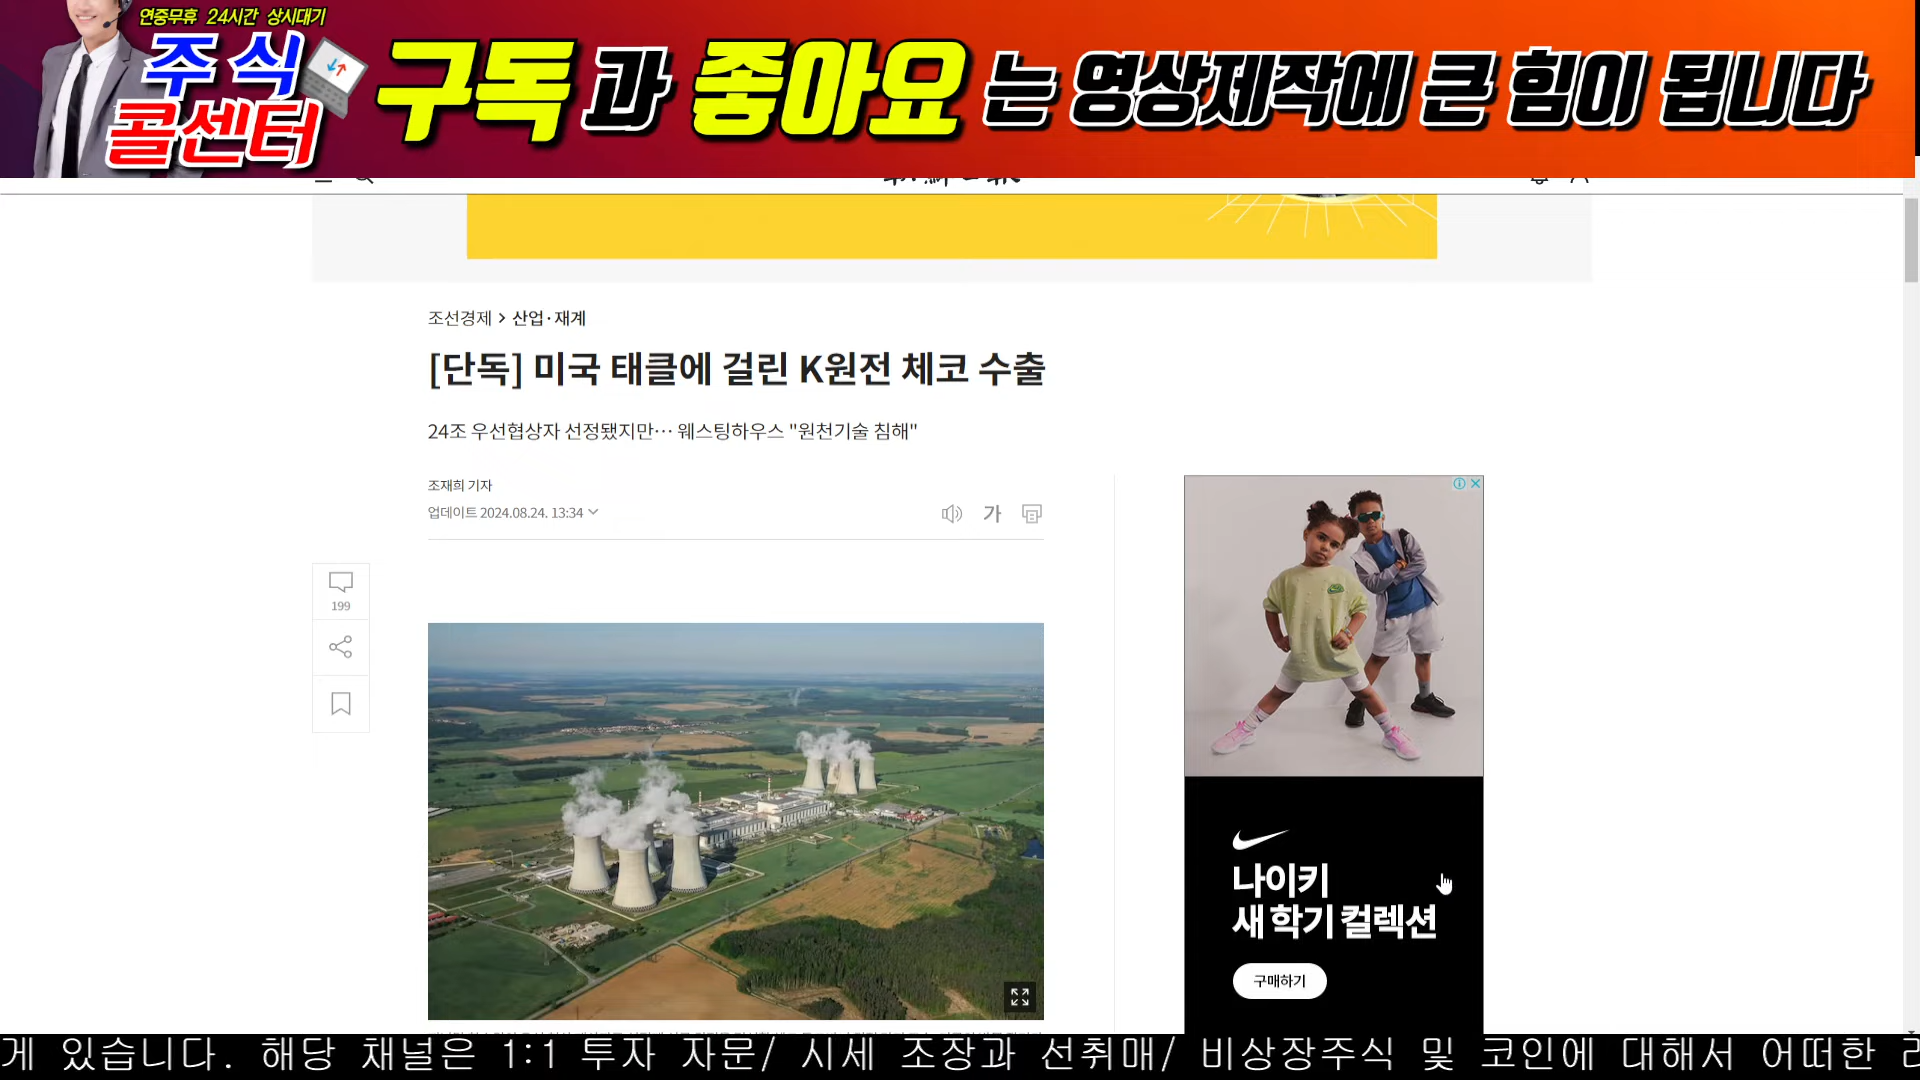 연중무휴 24시간 상시대기
주식
콜센터
구독과 좋아요는 영상제작에 큰 힘이 됩니다
조선경제 > 산업·재계
[단독] 미국 태클에 걸린 K원전 체코 수출
24조 우선협상자 선정됐지만… 웨스팅하우스 "원천기술 침해"
조재희 기자
업데이트 2024.08.24. 13:34
가
199
나이키
새 학기 컬렉션
구매하기
게 있습니다. 해당 채널은 1:1 투자 자문/ 시세 조장과 선취매/ 비상장주식 및 코인에 대해서 어떠한